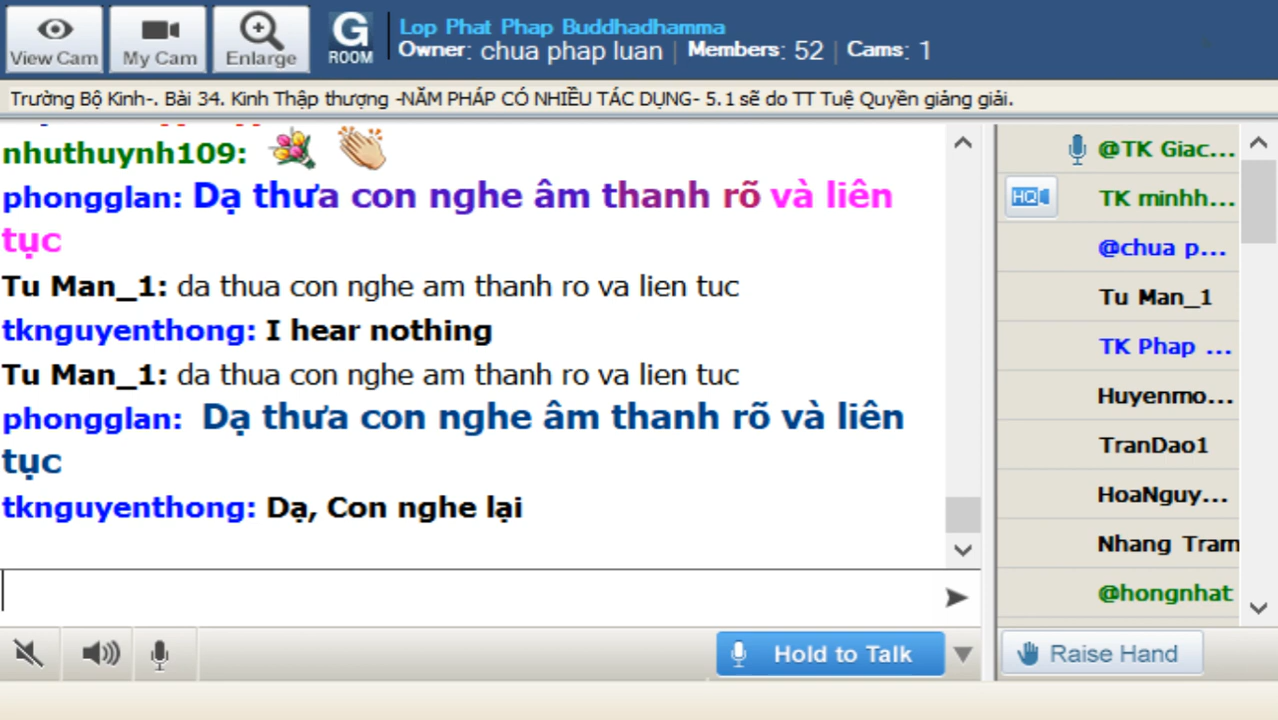 View Cam
My Cam
Enlarge
G
ROOM
Lop Phat Phap Buddhadhamma
Owner: chua phap luan | Members: 52 | Cams: 1
Trường Bộ Kinh-. Bài 34. Kinh Thập thượng -NĂM PHÁP CÓ NHIỀU TÁC DỤNG- 5.1 sẽ do TT Tuệ Quyền giảng giải.
nhuthuynh109:
phongglan: Dạ thưa con nghe âm thanh rõ và liên
tục
Tu Man_1: da thua con nghe am thanh ro va lien tuc
tknguyenthong: I hear nothing
Tu Man_1: da thua con nghe am thanh ro va lien tuc
phongglan: Dạ thưa con nghe âm thanh rõ và liên
tục
tknguyenthong: Dạ, Con nghe lại
@TK Giac...
HQ
TK minhh...
@chua p...
Tu Man_1
TK Phap ...
Huyenmo...
TranDao1
HoaNguy...
Nhang Tram
@hongnhat
Hold to Talk
Raise Hand